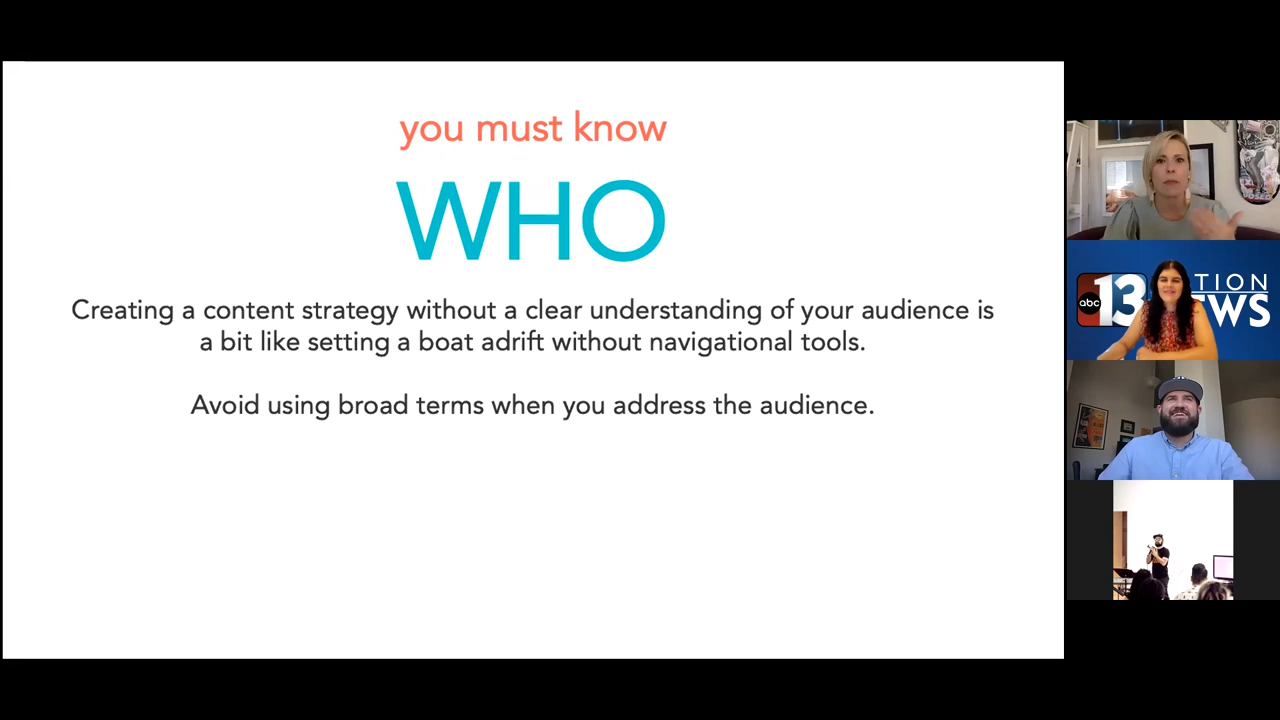 you must know
WHO
Creating a content strategy without a clear understanding of your audience is
a bit like setting a boat adrift without navigational tools.
Avoid using broad terms when you address the audience.
abc 13
TION
WS